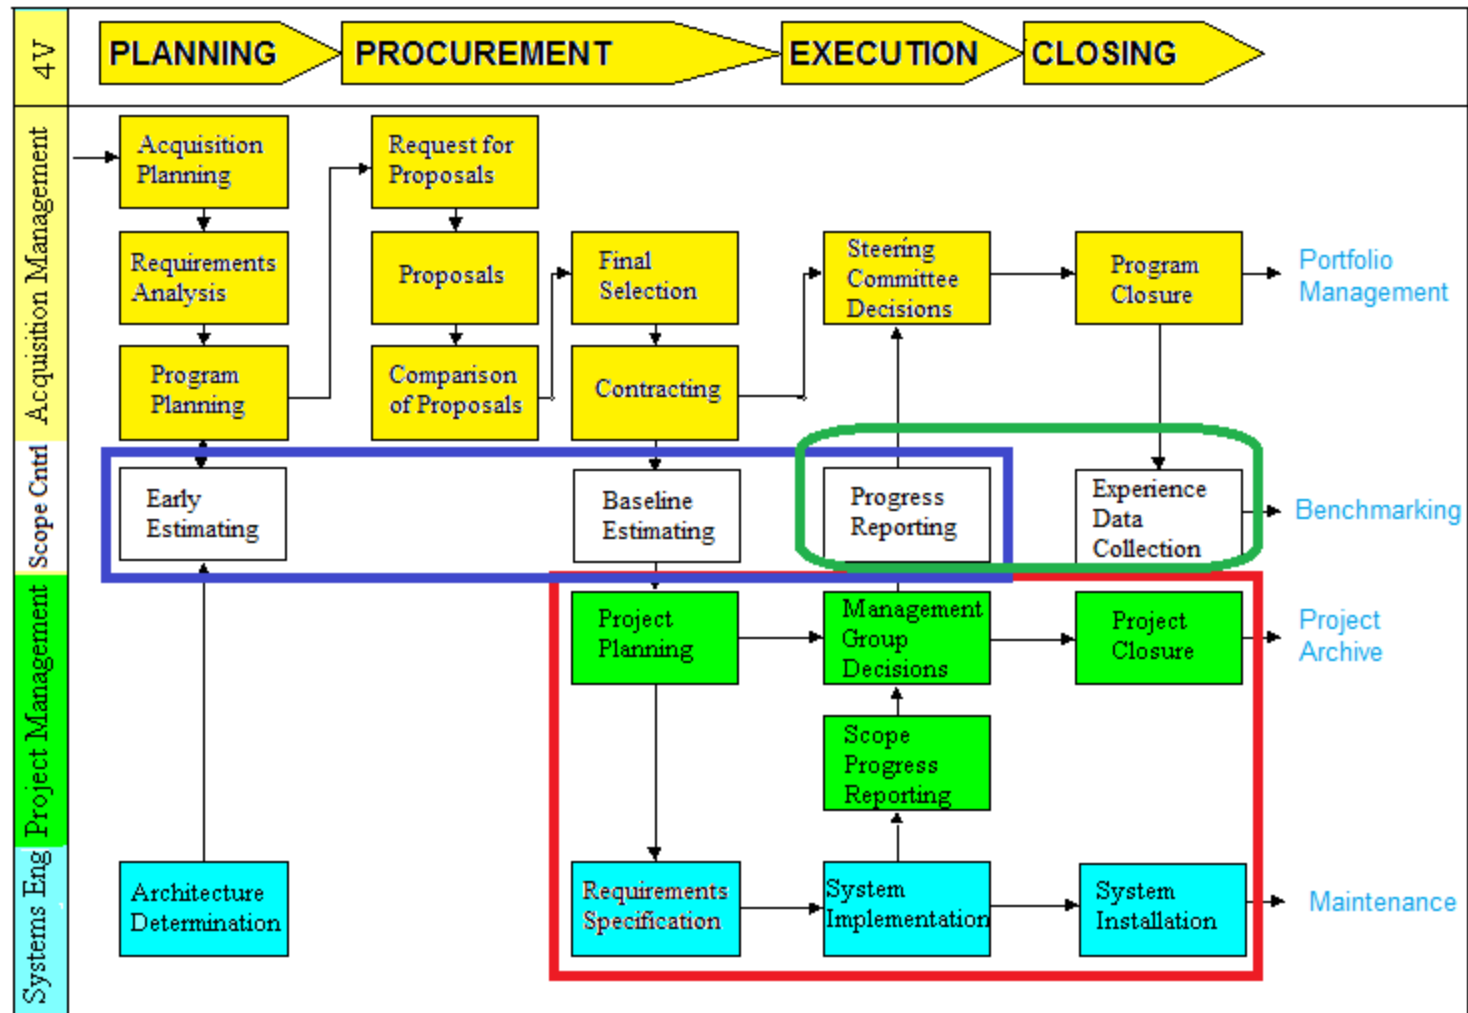 4V
PLANNING
PROCUREMENT
EXECUTION
CLOSING
Acquisition Management
Acquisition
Planning
Request for
Proposals
Requirements
Analysis
Proposals
Final
Selection
Steering
Committee
Decisions
Program
Closure
Portfolio
Management
Program
Planning
Comparison
of Proposals
Contracting
Scope Cntrl
Early
Estimating
Baseline
Estimating
Progress
Reporting
Experience
Data
Collection
Benchmarking
Project Management
Project
Planning
Management
Group
Decisions
Project
Closure
Project
Archive
Scope
Progress
Reporting
Systems Eng
Architecture
Determination
Requirements
Specification
System
Implementation
System
Installation
Maintenance